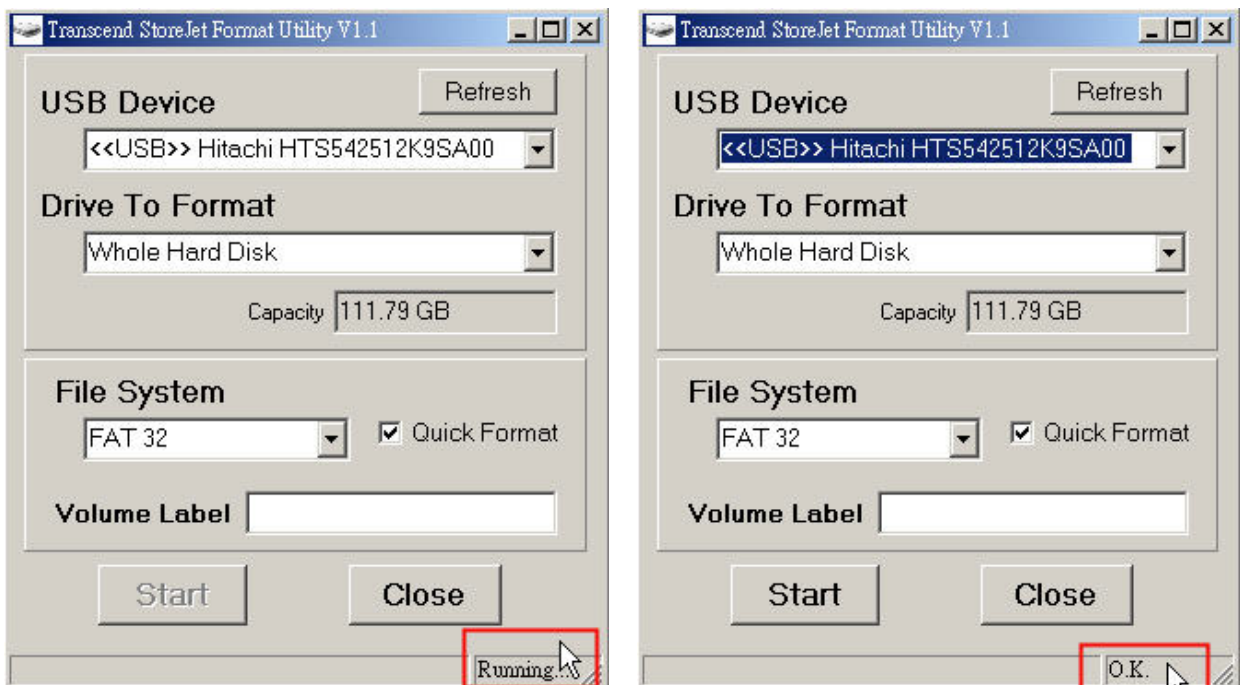 Transcend StoreJet Format Utility V1.1
USB Device
Refresh
<<USB>> Hitachi HTS542512K9SA00
Drive To Format
Whole Hard Disk
Capacity 111.79 GB
File System
FAT 32
Quick Format
Volume Label
Start
Close
Running...
Transcend StoreJet Format Utility V1.1
USB Device
Refresh
<<USB>> Hitachi HTS542512K9SA00
Drive To Format
Whole Hard Disk
Capacity 111.79 GB
File System
FAT 32
Quick Format
Volume Label
Start
Close
O.K.